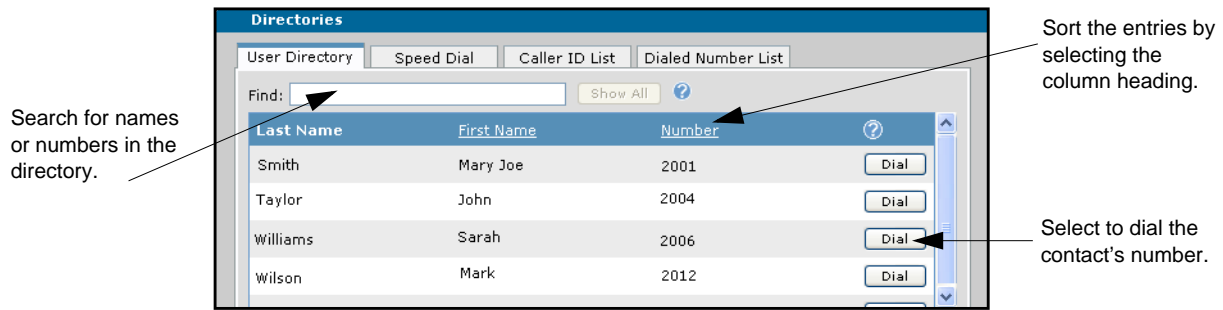 Directories
User Directory Speed Dial Caller ID List Dialed Number List
Find: Show All ?
Last Name First Name Number ?
Smith Mary Joe 2001 Dial
Taylor John 2004 Dial
Williams Sarah 2006 Dial
Wilson Mark 2012 Dial
Search for names
or numbers in the
directory.
Sort the entries by
selecting the
column heading.
Select to dial the
contact's number.